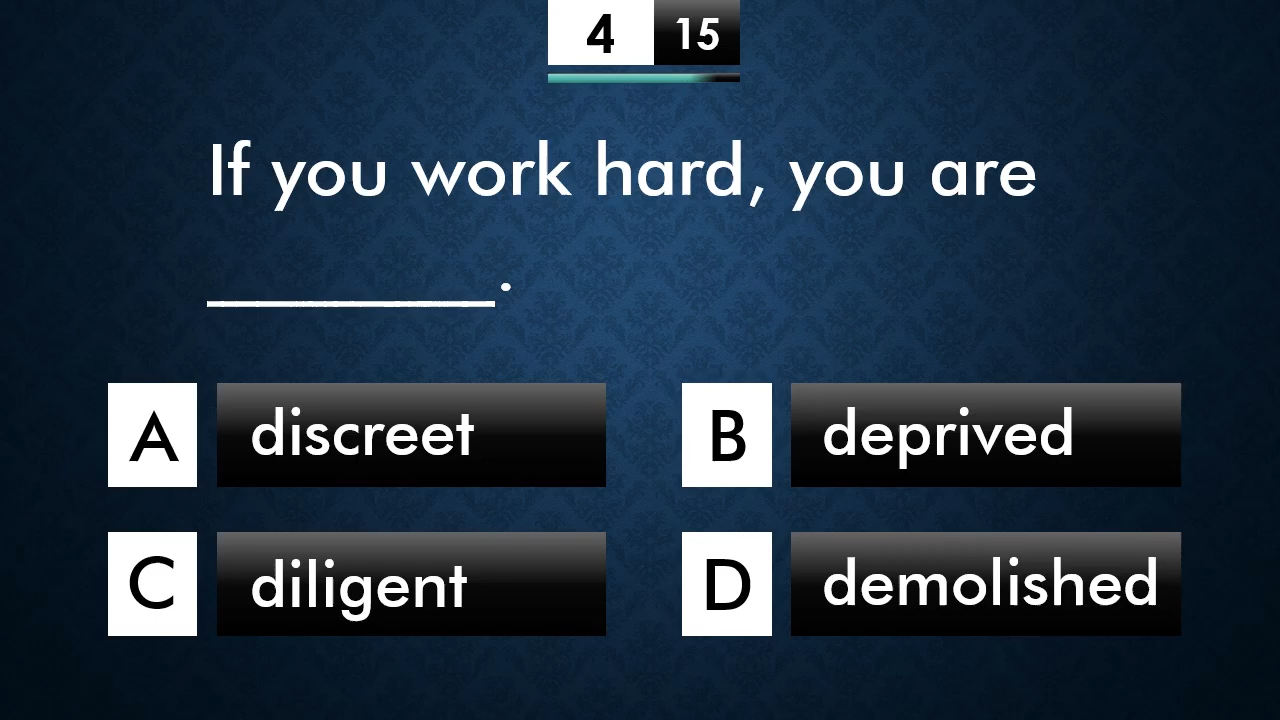 4 15
If you work hard, you are
________.
A discreet B deprived
C diligent D demolished